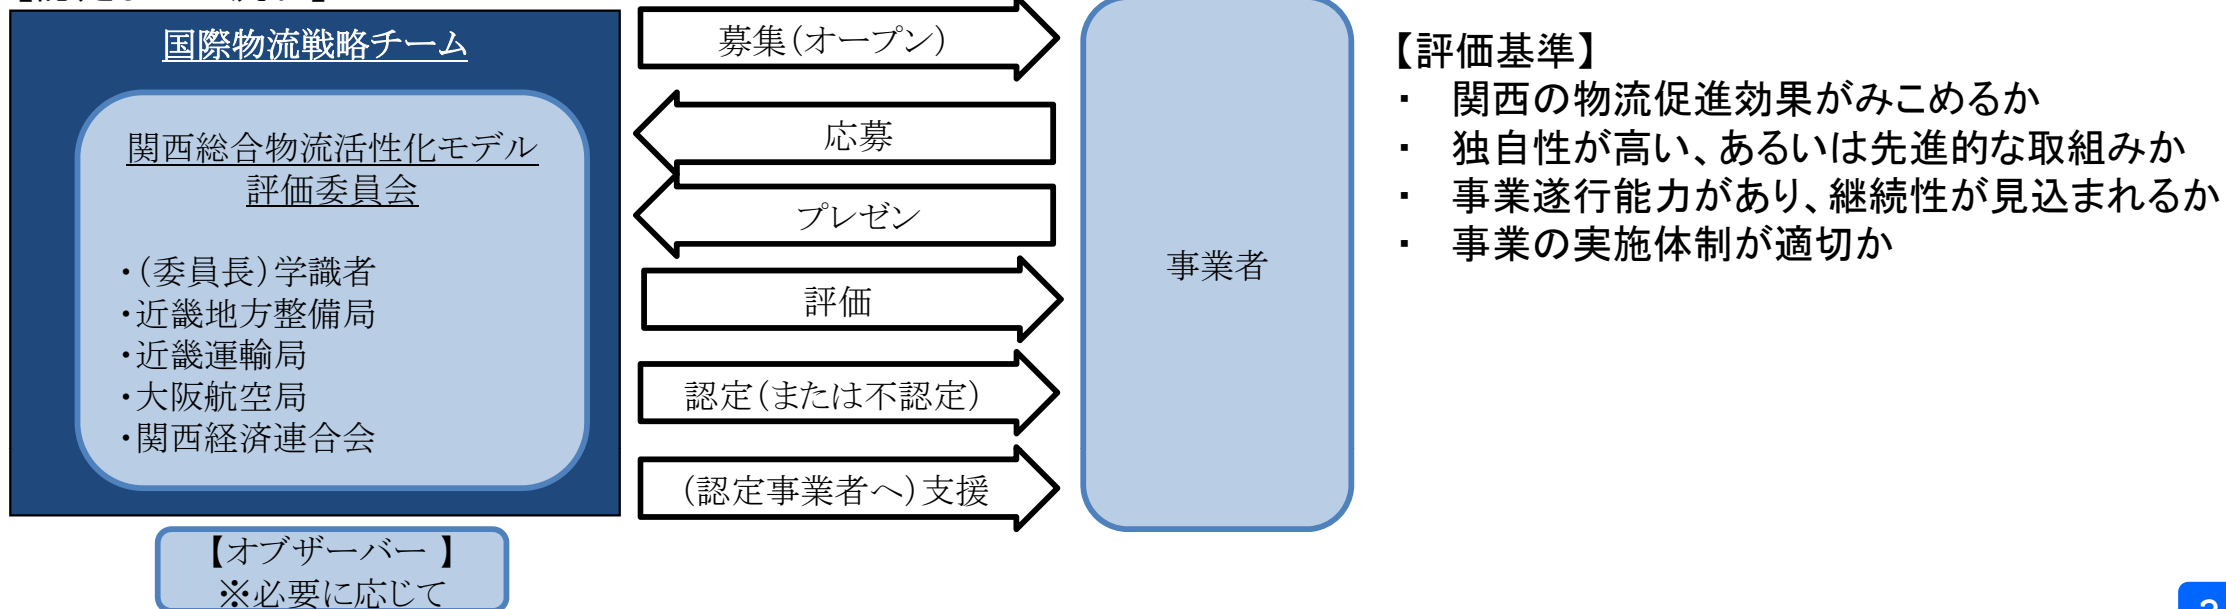 国際物流戦略チーム
関西総合物流活性化モデル
評価委員会
・(委員長)学識者
・近畿地方整備局
・近畿運輸局
・大阪航空局
・関西経済連合会
【オブザーバー 】
※必要に応じて
募集(オープン)
応募
プレゼン
評価
認定(または不認定)
(認定事業者へ)支援
事業者
【評価基準】
・ 関西の物流促進効果がみこめるか
・ 独自性が高い、あるいは先進的な取組みか
・ 事業遂行能力があり、継続性が見込まれるか
・ 事業の実施体制が適切か